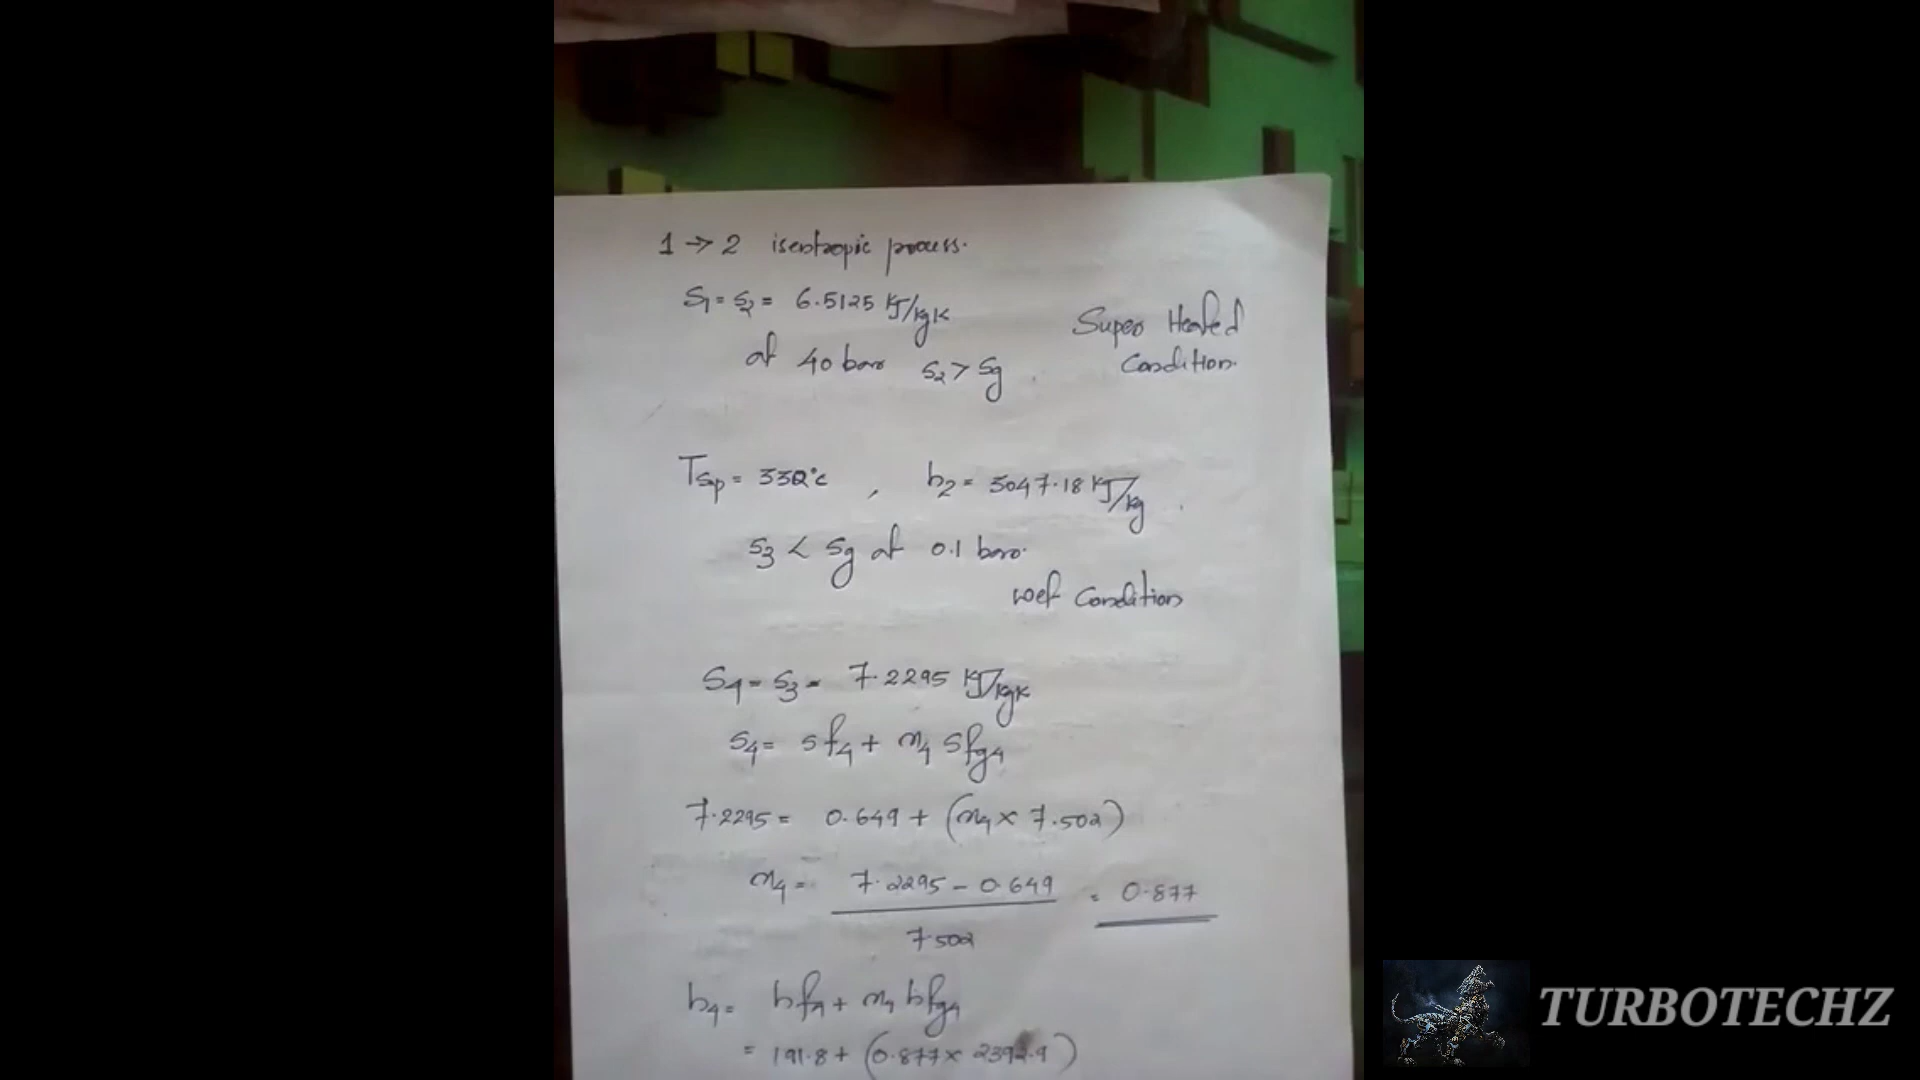 1 → 2 isentropic process.
S₁ = S₂ = 6.5125 KJ/kgK
at 40 bar S₂ > Sg
Super Heated
Condition.
Tsup = 332°C , h₂ = 3047.18 KJ/kg
S₃ < Sg at 0.1 bar.
wet Condition
S₄ = S₃ = 7.2295 KJ/kgK
S₄ = Sf₄ + x₄ Sfg₄
7.2295 = 0.649 + (x₄ × 7.502)
x₄ = 7.2295 - 0.649 / 7.502 = 0.877
h₄ = hf₄ + x₄ hfg₄
= 191.8 + (0.877 × 2392.9)
TURBOTECHZ